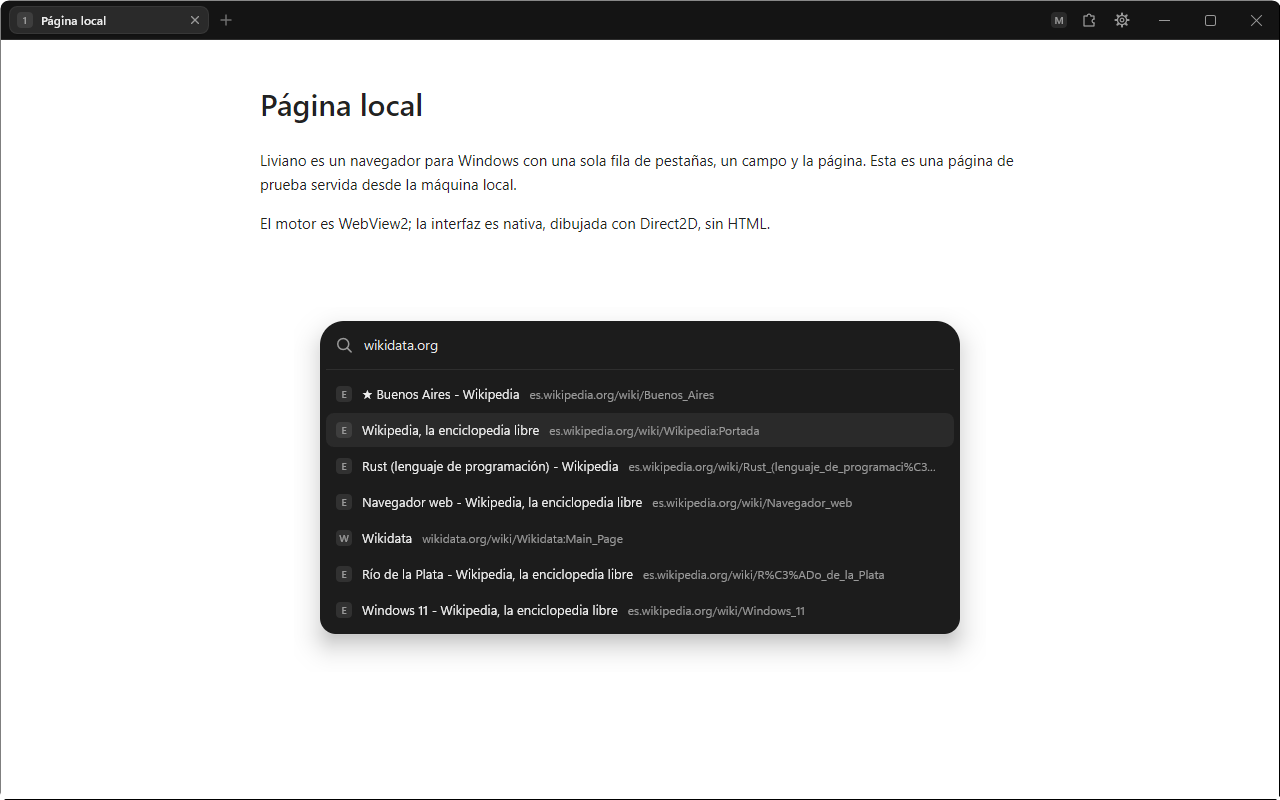 1 Página local
M
Página local
Liviano es un navegador para Windows con una sola fila de pestañas, un campo y la página. Esta es una página de
prueba servida desde la máquina local.
El motor es WebView2; la interfaz es nativa, dibujada con Direct2D, sin HTML.
wikidata.org
E ★ Buenos Aires - Wikipedia es.wikipedia.org/wiki/Buenos_Aires
E Wikipedia, la enciclopedia libre es.wikipedia.org/wiki/Wikipedia:Portada
E Rust (lenguaje de programación) - Wikipedia es.wikipedia.org/wiki/Rust_(lenguaje_de_programaci%C3...
E Navegador web - Wikipedia, la enciclopedia libre es.wikipedia.org/wiki/Navegador_web
W Wikidata wikidata.org/wiki/Wikidata:Main_Page
E Río de la Plata - Wikipedia, la enciclopedia libre es.wikipedia.org/wiki/R%C3%ADo_de_la_Plata
E Windows 11 - Wikipedia, la enciclopedia libre es.wikipedia.org/wiki/Windows_11